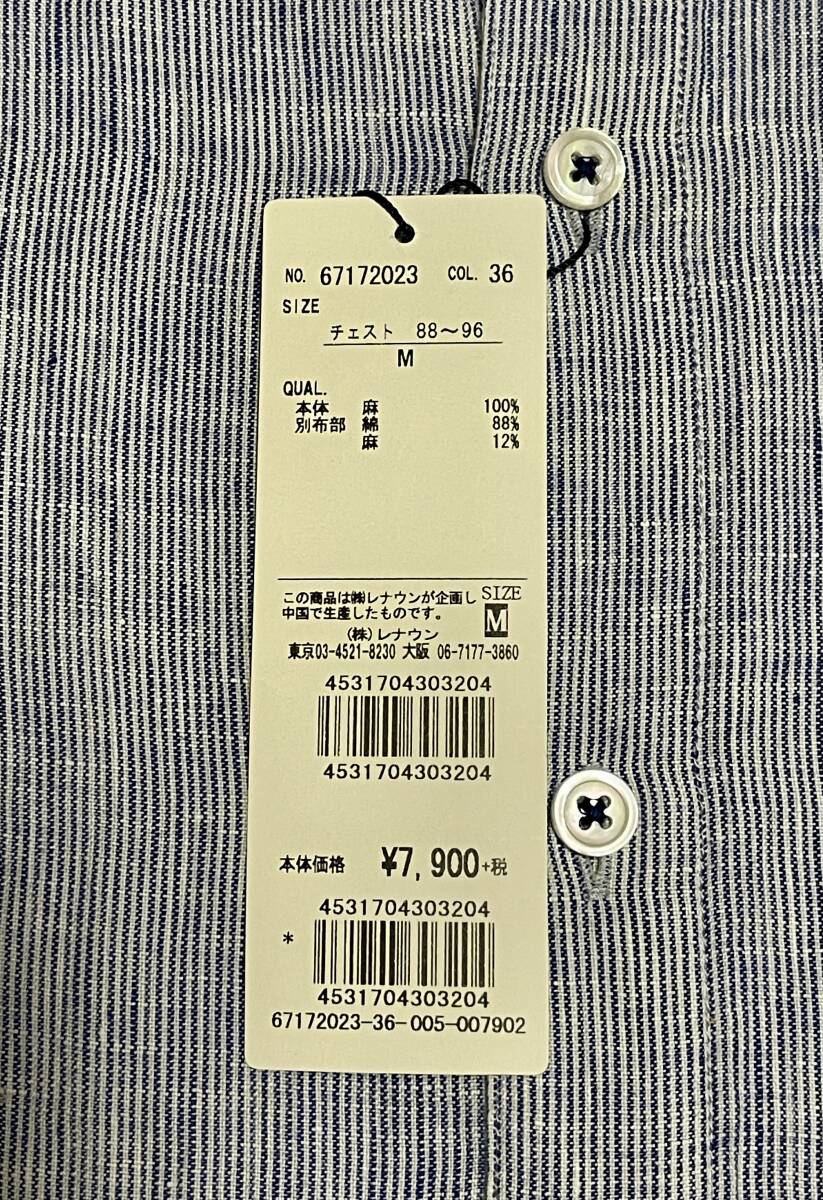 NO. 67172023 COL. 36
SIZE
チェスト 88～96
M
QUAL.
本体 麻 100%
別布部 綿 88%
麻 12%
この商品は㈱レナウンが企画し
中国で生産したものです。
SIZE
M
(株)レナウン
東京03-4521-8230 大阪 06-7177-3860
4531704303204
4531704303204
本体価格 ¥7,900+税
4531704303204
*
4531704303204
67172023-36-005-007902